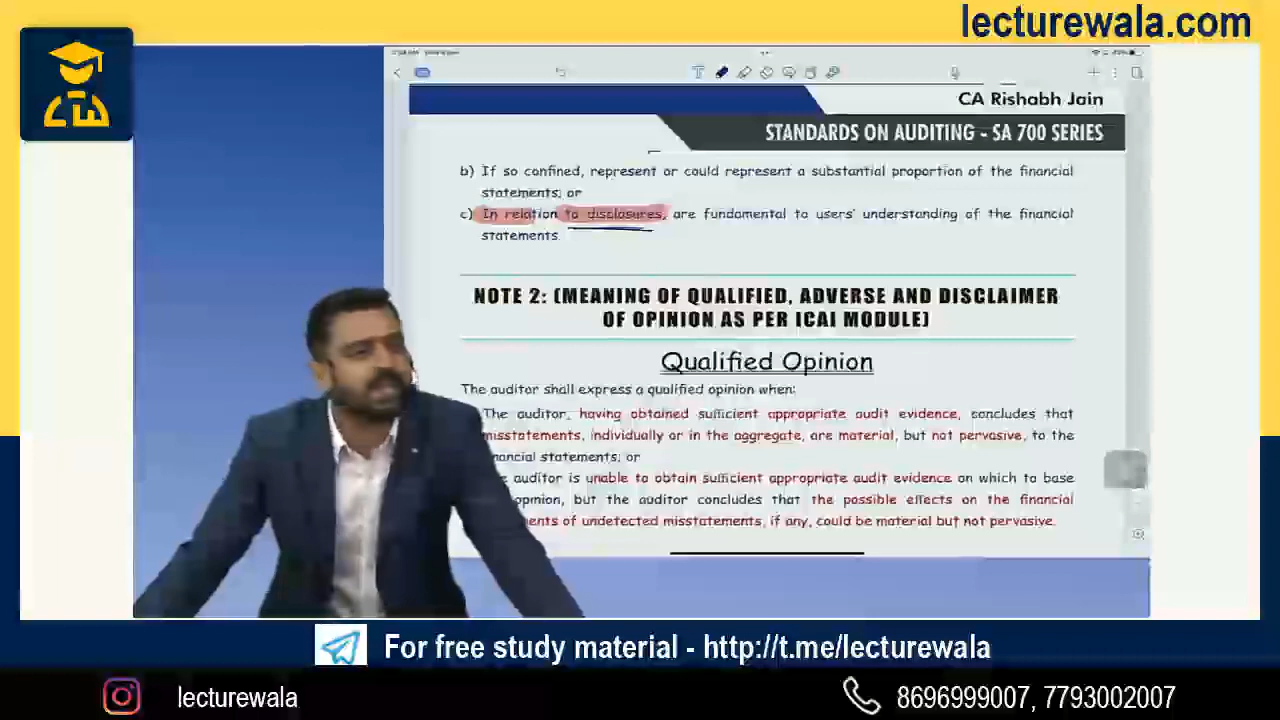 lecturewala.com
CA Rishabh Jain
STANDARDS ON AUDITING - SA 700 SERIES
b) If so confined, represent or could represent a substantial proportion of the financial
statements; or
c) In relation to disclosures, are fundamental to users' understanding of the financial
statements.
NOTE 2: (MEANING OF QUALIFIED, ADVERSE AND DISCLAIMER
OF OPINION AS PER ICAI MODULE)
Qualified Opinion
The auditor shall express a qualified opinion when:
The auditor, having obtained sufficient appropriate audit evidence, concludes that
misstatements, individually or in the aggregate, are material, but not pervasive, to the
financial statements; or
auditor is unable to obtain sufficient appropriate audit evidence on which to base
opinion, but the auditor concludes that the possible effects on the financial
of undetected misstatements, if any, could be material but not pervasive.
For free study material - http://t.me/lecturewala
lecturewala
8696999007, 7793002007